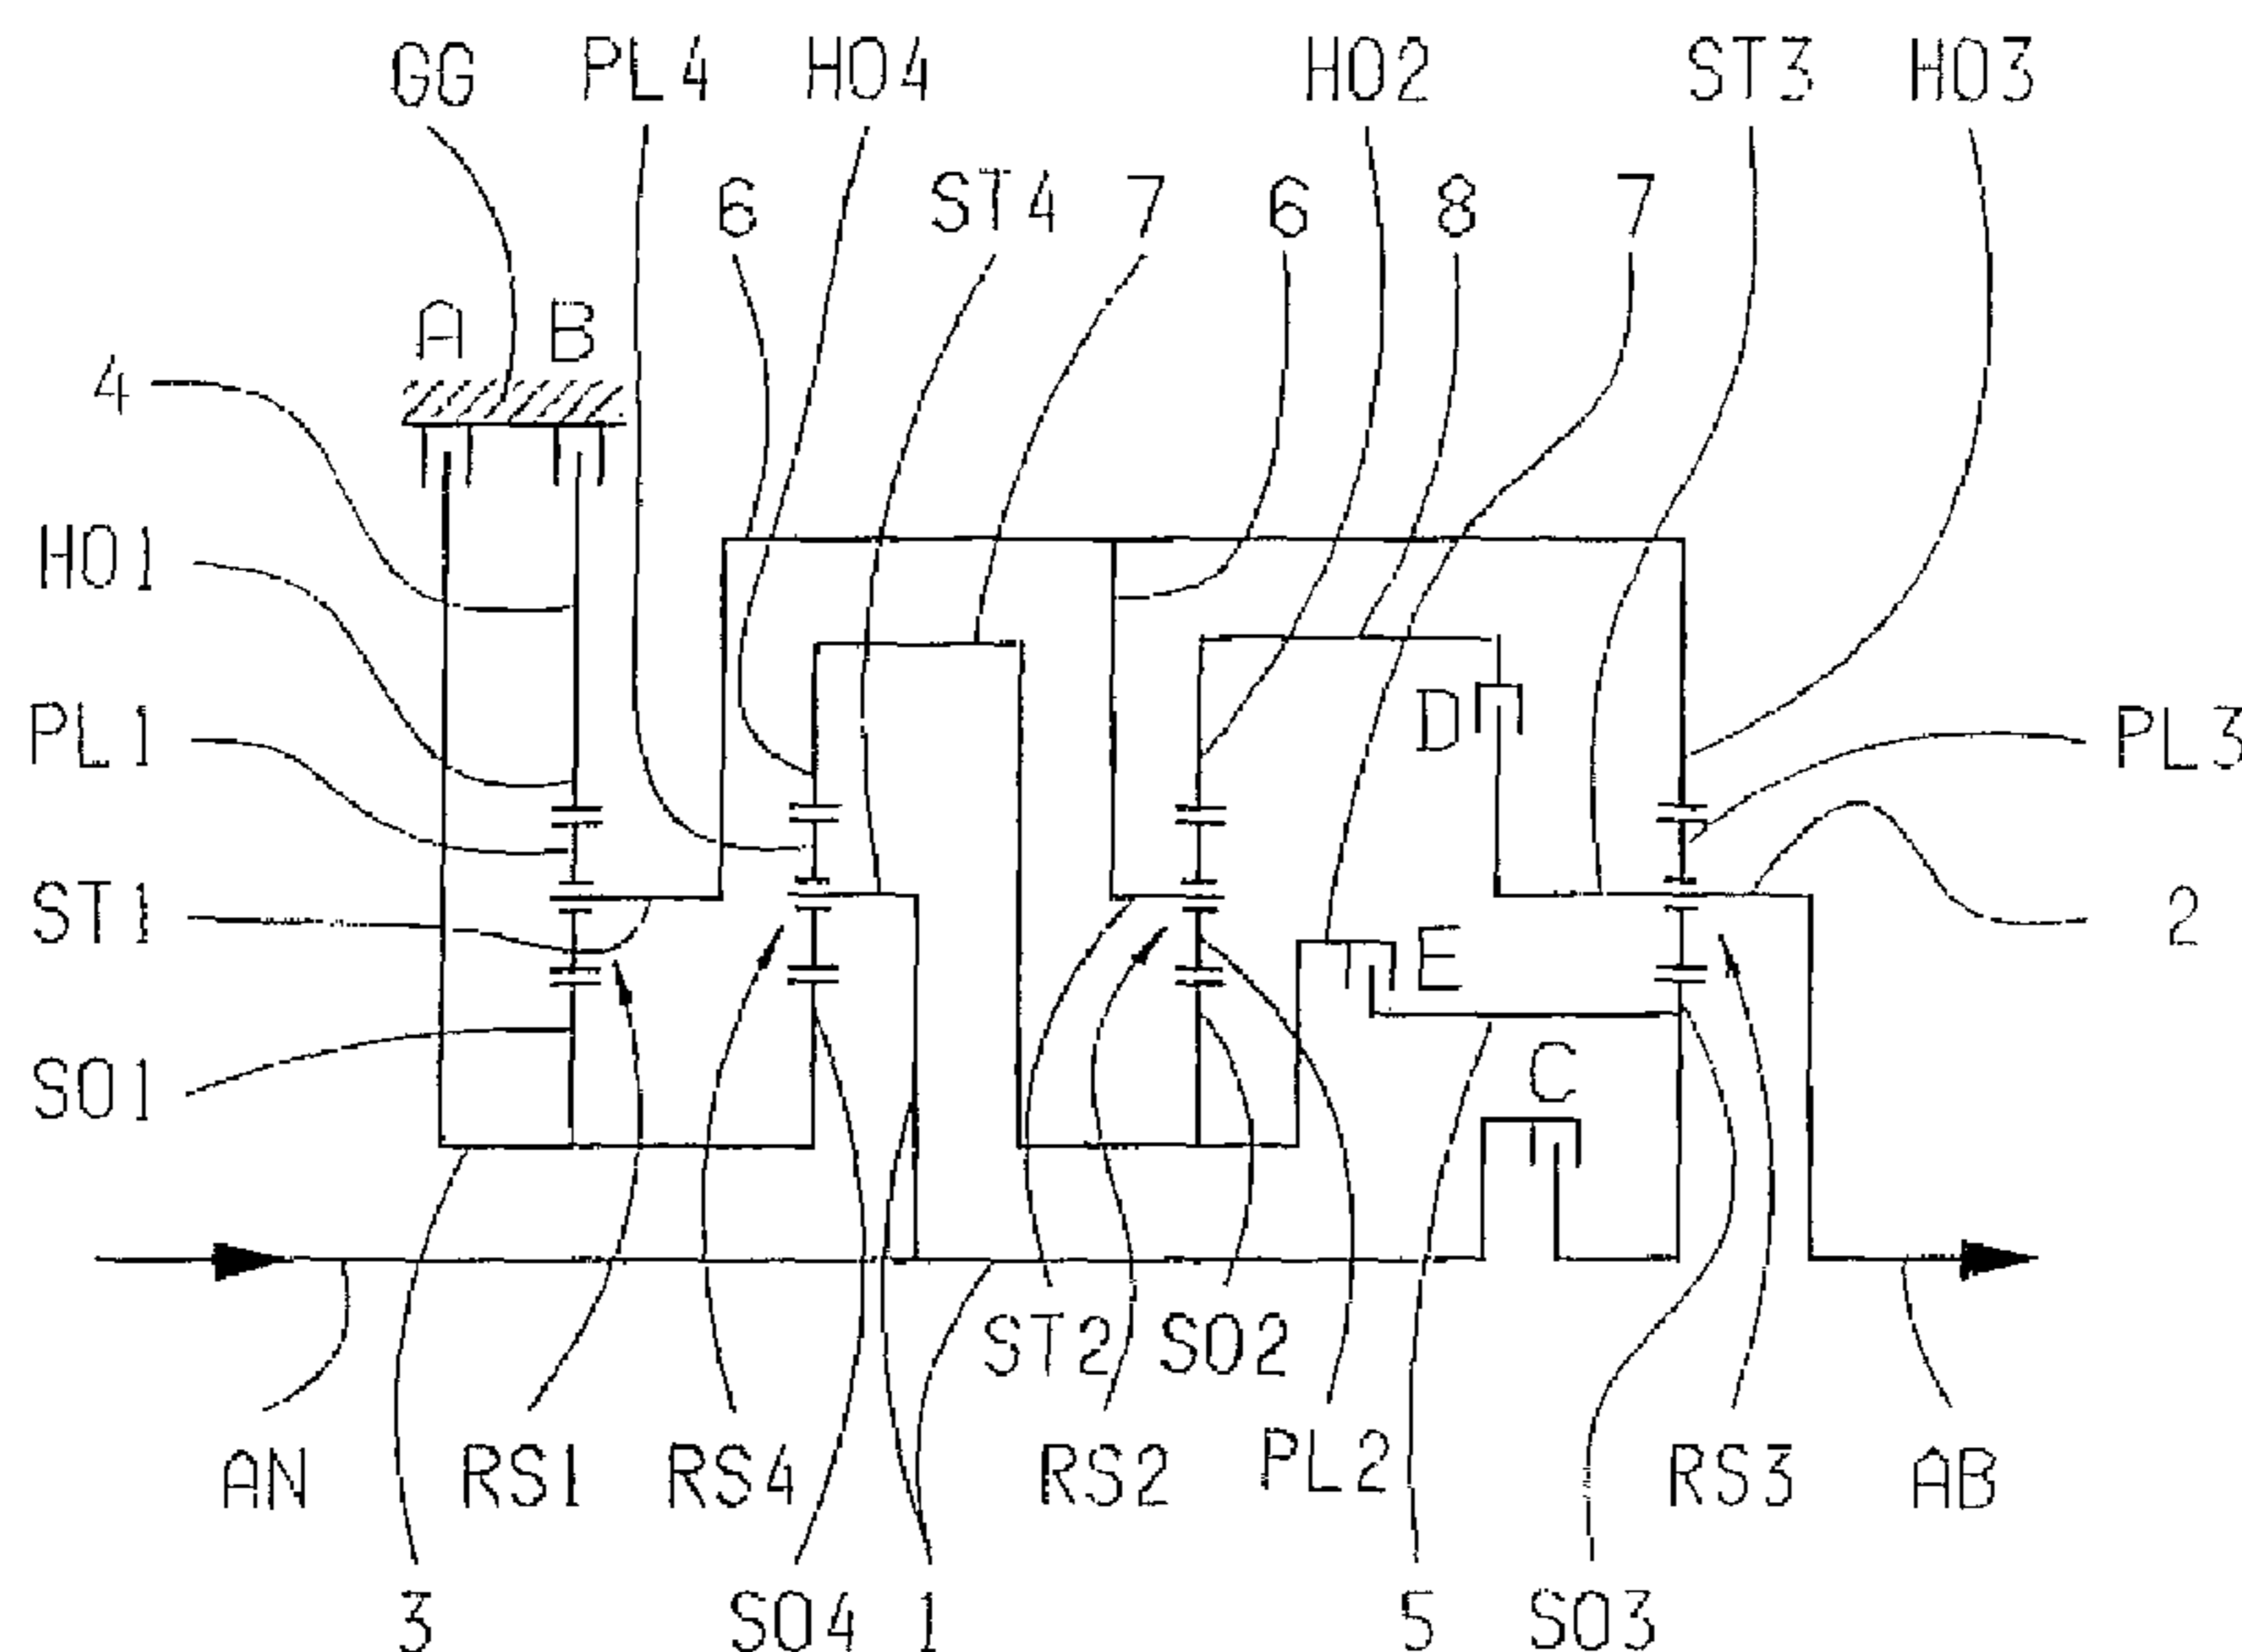 GG PL4 HO4 HO2 ST3 HO3
6 ST4 7 6 8 7
A B
4
HO1
PL1 D PL3
ST1 E 2
SO1 C
ST2 SO2
AN RS1 RS4 RS2 PL2 RS3 AB
3 SO4 1 5 SO3